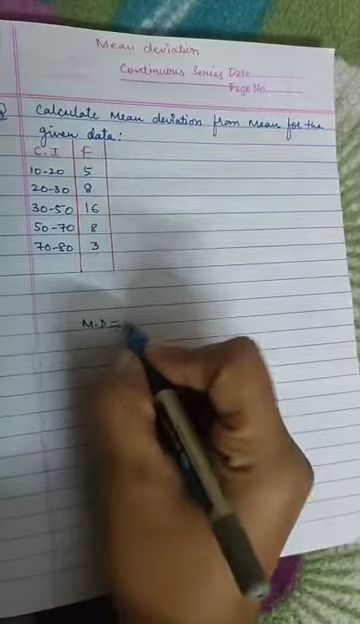 Mean deviation
Continuous Series Date
Page No.
Q Calculate Mean deviation from Mean for the
given data:
C.I F
10-20 5
20-30 8
30-50 16
50-70 8
70-80 3
M.D =